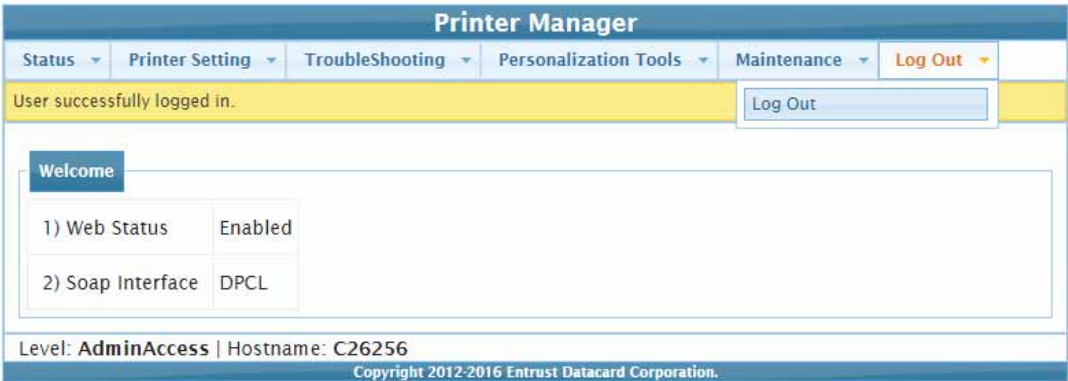 Printer Manager
Status Printer Setting TroubleShooting Personalization Tools Maintenance Log Out
User successfully logged in.
Log Out
Welcome
1) Web Status Enabled
2) Soap Interface DPCL
Level: AdminAccess | Hostname: C26256
Copyright 2012-2016 Entrust Datacard Corporation.